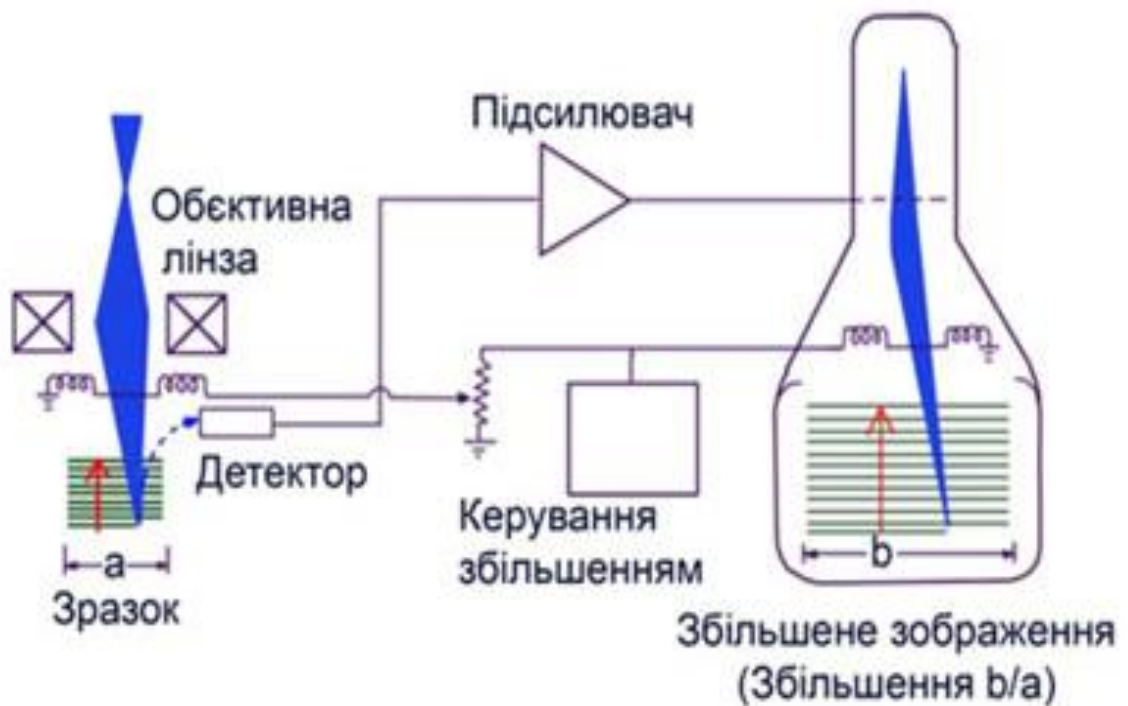 Підсилювач
Обєктивна
лінза
Детектор
Керування
збільшенням
a
Зразок
b
Збільшене зображення
(Збільшення b/a)